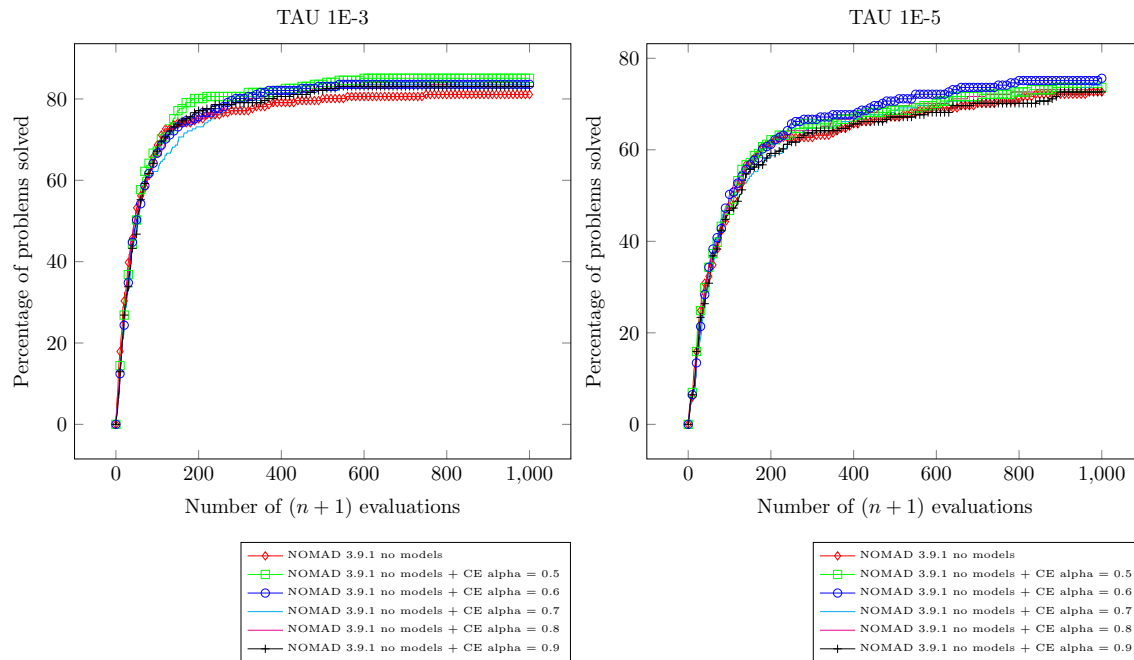 TAU 1E-3
Percentage of problems solved
80
60
40
20
0
0 200 400 600 800 1,000
Number of (n + 1) evaluations
NOMAD 3.9.1 no models
NOMAD 3.9.1 no models + CE alpha = 0.5
NOMAD 3.9.1 no models + CE alpha = 0.6
NOMAD 3.9.1 no models + CE alpha = 0.7
NOMAD 3.9.1 no models + CE alpha = 0.8
NOMAD 3.9.1 no models + CE alpha = 0.9
TAU 1E-5
Percentage of problems solved
80
60
40
20
0
0 200 400 600 800 1,000
Number of (n + 1) evaluations
NOMAD 3.9.1 no models
NOMAD 3.9.1 no models + CE alpha = 0.5
NOMAD 3.9.1 no models + CE alpha = 0.6
NOMAD 3.9.1 no models + CE alpha = 0.7
NOMAD 3.9.1 no models + CE alpha = 0.8
NOMAD 3.9.1 no models + CE alpha = 0.9